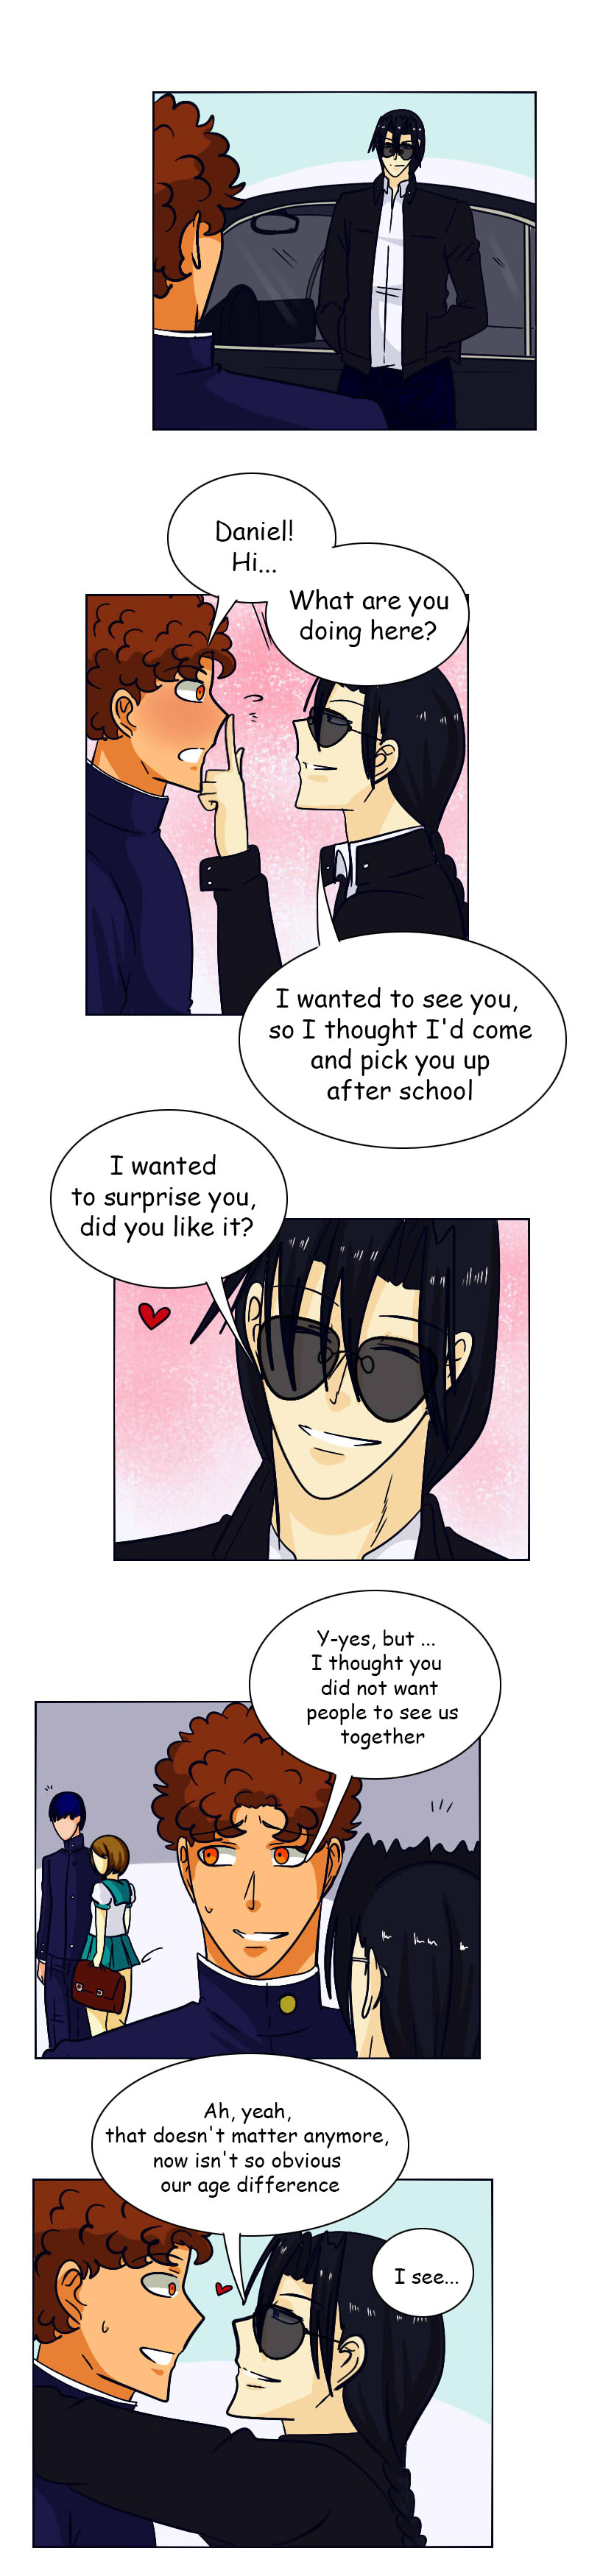 Daniel!
Hi...
What are you
doing here?
I wanted to see you,
so I thought I'd come
and pick you up
after school
I wanted
to surprise you,
did you like it?
Y-yes, but ...
I thought you
did not want
people to see us
together
Ah, yeah,
that doesn't matter anymore,
now isn't so obvious
our age difference
I see...